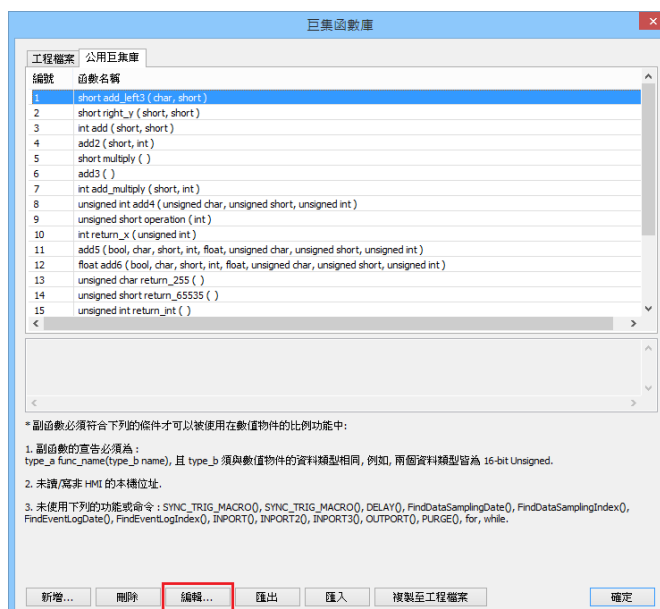 巨集函數庫
工程檔案 公用巨集庫
編號 函數名稱
1 short add_left3 ( char, short )
2 short right_y ( short, short )
3 int add ( short, short )
4 add2 ( short, int )
5 short multiply ( )
6 add3 ( )
7 int add_multiply ( short, int )
8 unsigned int add4 ( unsigned char, unsigned short, unsigned int )
9 unsigned short operation ( int )
10 int return_x ( unsigned int )
11 add5 ( bool, char, short, int, float, unsigned char, unsigned short, unsigned int )
12 float add6 ( bool, char, short, int, float, unsigned char, unsigned short, unsigned int )
13 unsigned char return_255 ( )
14 unsigned short return_65535 ( )
15 unsigned int return_int ( )
* 副函數必須符合下列的條件才可以被使用在數值物件的比例功能中:
1. 副函數的宣告必須為 :
type_a func_name(type_b name), 且 type_b 須與數值物件的資料類型相同, 例如, 兩個資料類型皆為 16-bit Unsigned.
2. 未讀/寫非 HMI 的本機位址.
3. 未使用下列的功能或命令 : SYNC_TRIG_MACRO(), SYNC_TRIG_MACRO(), DELAY(), FindDataSamplingDate(), FindDataSamplingIndex(),
FindEventLogDate(), FindEventLogIndex(), INPORT(), INPORT2(), INPORT3(), OUTPORT(), PURGE(), for, while.
新增... 刪除 編輯... 匯出 匯入 複製至工程檔案 確定